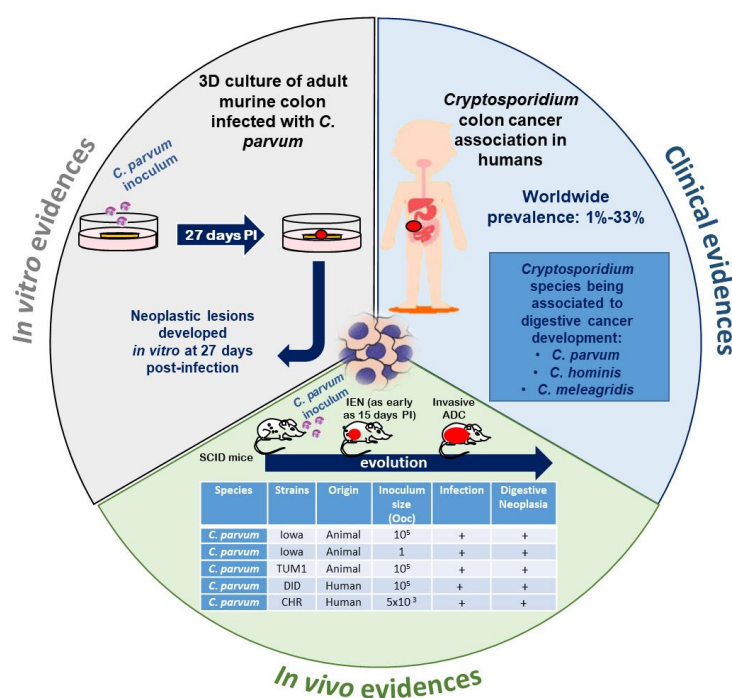 In vitro evidences
3D culture of adult
murine colon
infected with C.
parvum
C. parvum
inoculum
27 days PI
Neoplastic lesions
developed
in vitro at 27 days
post-infection
Clinical evidences
Cryptosporidium
colon cancer
association in
humans
Worldwide
prevalence: 1%-33%
Cryptosporidium
species being
associated to
digestive cancer
development:
• C. parvum
• C. hominis
• C. meleagridis
C. parvum
inoculum
IEN (as early
as 15 days PI)
Invasive
ADC
SCID mice
evolution
Species Strains Origin Inoculum size (Ooc) Infection Digestive Neoplasia
C. parvum Iowa Animal 10⁵ + +
C. parvum Iowa Animal 1 + +
C. parvum TUM1 Animal 10⁵ + +
C. parvum DID Human 10⁵ + +
C. parvum CHR Human 5x10 ³ + +
In vivo evidences